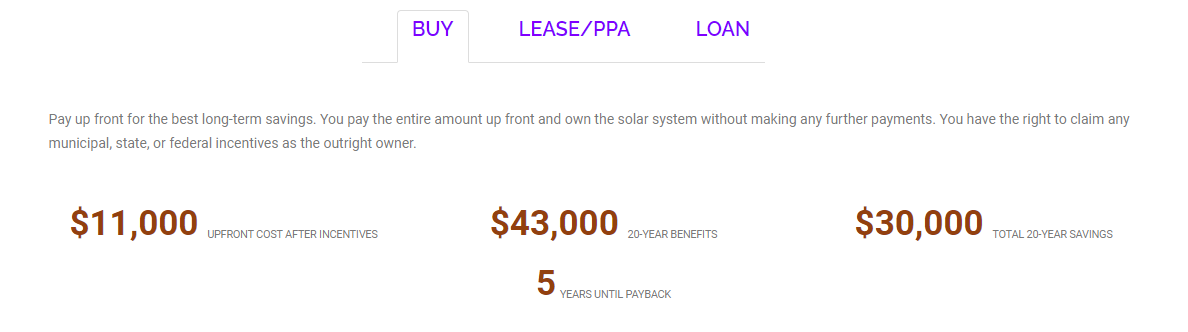 BUY LEASE/PPA LOAN
Pay up front for the best long-term savings. You pay the entire amount up front and own the solar system without making any further payments. You have the right to claim any
municipal, state, or federal incentives as the outright owner.
$11,000 UPFRONT COST AFTER INCENTIVES $43,000 20-YEAR BENEFITS $30,000 TOTAL 20-YEAR SAVINGS
5 YEARS UNTIL PAYBACK